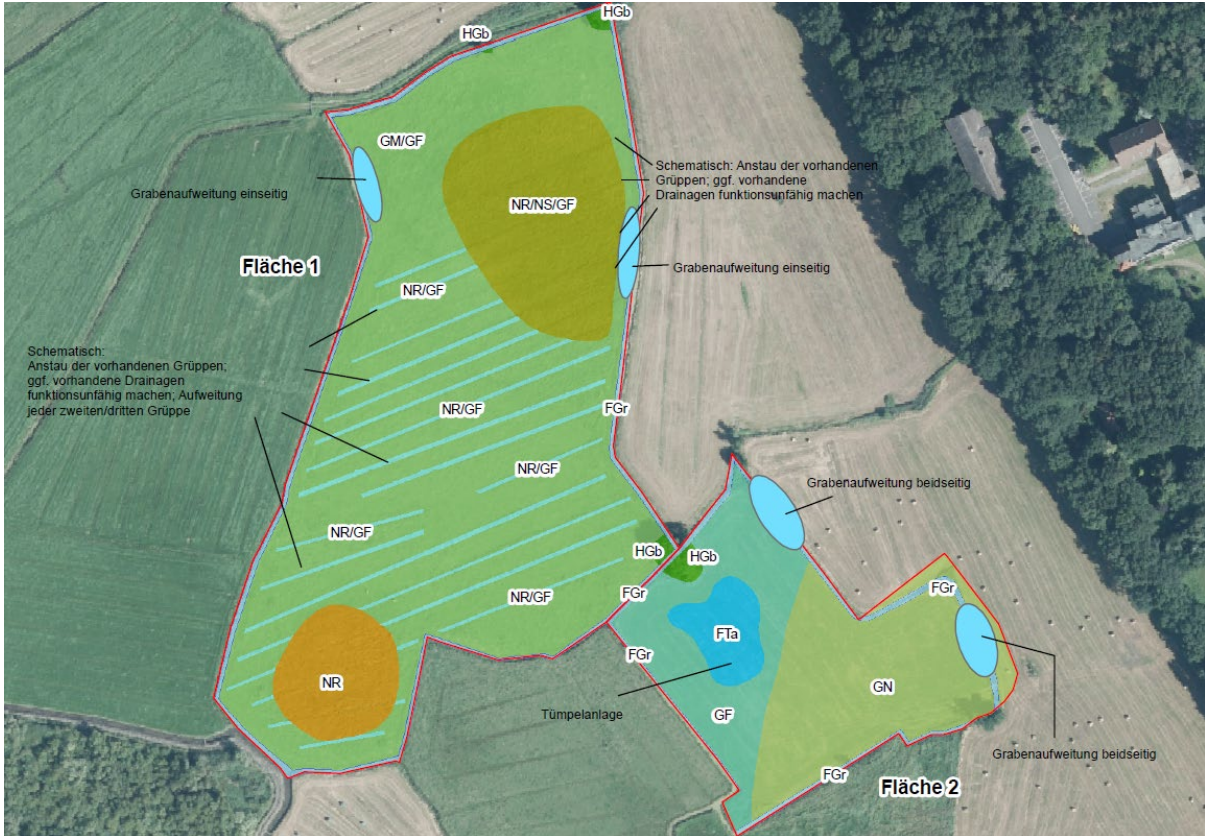 HGb
HGb
GM/GF
Grabenaufweitung einseitig
Schematisch: Anstau der vorhandenen
Grüppen; ggf. vorhandene
Drainagen funktionsunfähig machen
NR/NS/GF
Fläche 1
Grabenaufweitung einseitig
NR/GF
Schematisch:
Anstau der vorhandenen Grüppen;
ggf. vorhandene Drainagen
funktionsunfähig machen; Aufweitung
jeder zweiten/dritten Grüppe
NR/GF
FGr
NR/GF
Grabenaufweitung beidseitig
NR/GF
HGb
HGb
NR/GF
FGr
FGr
FTa
FGr
NR
GN
Tümpelanlage
GF
Grabenaufweitung beidseitig
FGr
Fläche 2